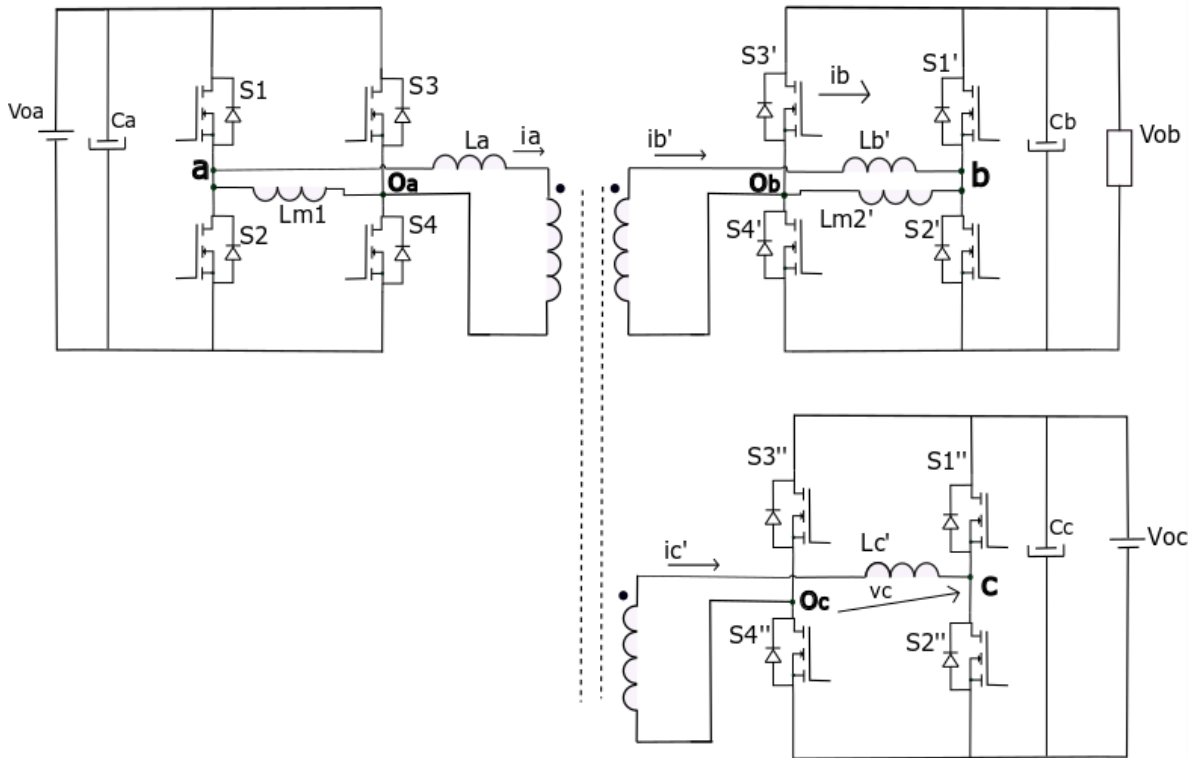 S3'
ib
S1'
Voa
Ca
S1
S3
Cb
Vob
La
ia
ib'
Lb'
a
Oa
Ob
b
Lm1
Lm2'
S2
S4
S4'
S2'
S3''
S1''
ic'
Lc'
Cc
Voc
Oc
vc
c
S4''
S2''